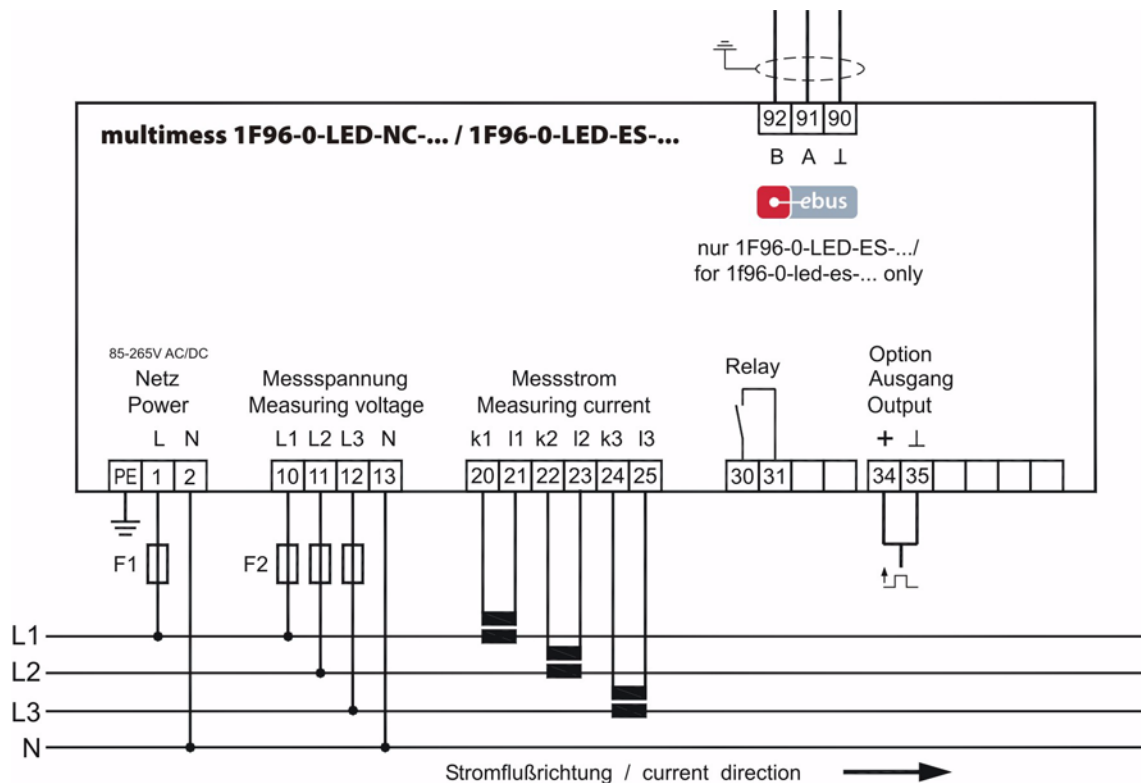 92 91 90
multimess 1F96-0-LED-NC-... / 1F96-0-LED-ES-...
B A ⊥
ebus
nur 1F96-0-LED-ES-.../
for 1f96-0-led-es-... only
85-265V AC/DC
Netz
Power
L N
Messspannung
Measuring voltage
L1 L2 L3 N
Messstrom
Measuring current
k1 l1 k2 l2 k3 l3
Relay
Option
Ausgang
Output
+ ⊥
PE 1 2
10 11 12 13
20 21 22 23 24 25
30 31
34 35
F1
F2
L1
L2
L3
N
Stromflußrichtung / current direction